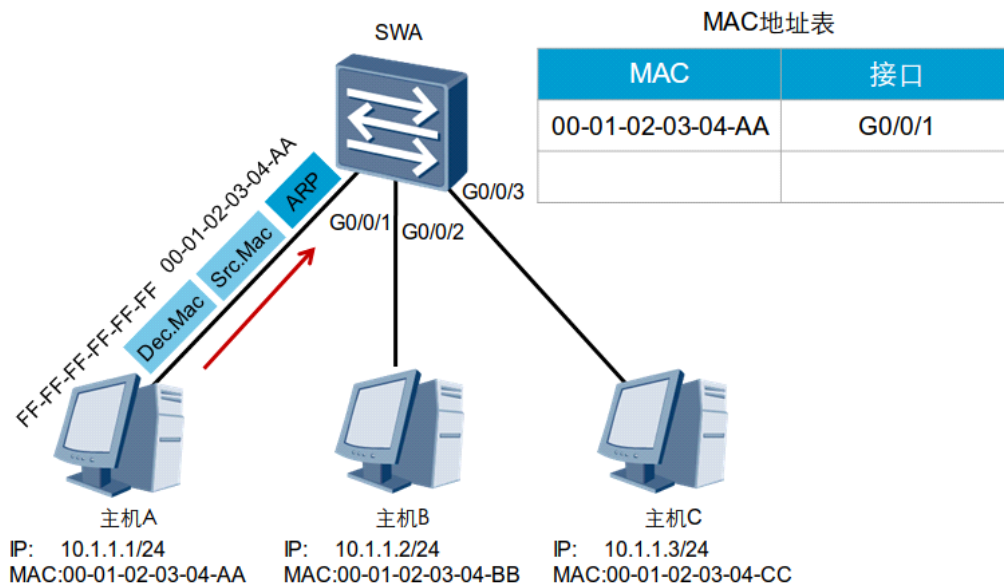 SWA
MAC地址表
MAC 接口
00-01-02-03-04-AA G0/0/1
FF-FF-FF-FF-FF-FF 00-01-02-03-04-AA
Dec.Mac Src.Mac ARP
G0/0/1
G0/0/2
G0/0/3
主机A
IP: 10.1.1.1/24
MAC:00-01-02-03-04-AA
主机B
IP: 10.1.1.2/24
MAC:00-01-02-03-04-BB
主机C
IP: 10.1.1.3/24
MAC:00-01-02-03-04-CC